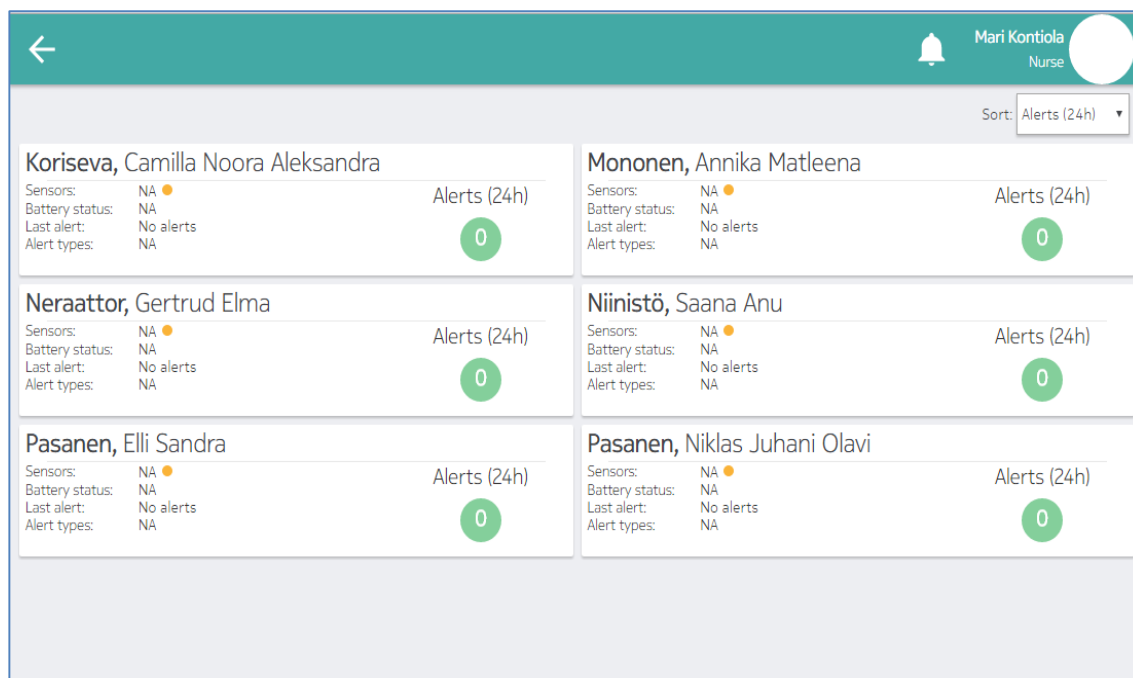 Mari Kontiola
Nurse
Sort: Alerts (24h)
Koriseva, Camilla Noora Aleksandra
Sensors: NA
Battery status: NA
Last alert: No alerts
Alert types: NA
Alerts (24h)
0
Mononen, Annika Matleena
Sensors: NA
Battery status: NA
Last alert: No alerts
Alert types: NA
Alerts (24h)
0
Neraattor, Gertrud Elma
Sensors: NA
Battery status: NA
Last alert: No alerts
Alert types: NA
Alerts (24h)
0
Niinistö, Saana Anu
Sensors: NA
Battery status: NA
Last alert: No alerts
Alert types: NA
Alerts (24h)
0
Pasanen, Elli Sandra
Sensors: NA
Battery status: NA
Last alert: No alerts
Alert types: NA
Alerts (24h)
0
Pasanen, Niklas Juhani Olavi
Sensors: NA
Battery status: NA
Last alert: No alerts
Alert types: NA
Alerts (24h)
0